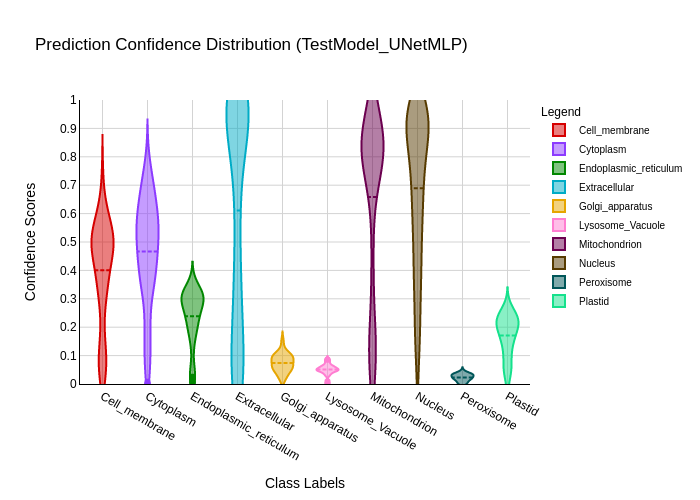 Prediction Confidence Distribution (TestModel_UNetMLP)
Legend
Cell_membrane
Cytoplasm
Endoplasmic_reticulum
Extracellular
Golgi_apparatus
Lysosome_Vacuole
Mitochondrion
Nucleus
Peroxisome
Plastid
Confidence Scores
1
0.9
0.8
0.7
0.6
0.5
0.4
0.3
0.2
0.1
0
Cell_membrane
Cytoplasm
Endoplasmic_reticulum
Extracellular
Golgi_apparatus
Lysosome_Vacuole
Mitochondrion
Nucleus
Peroxisome
Plastid
Class Labels